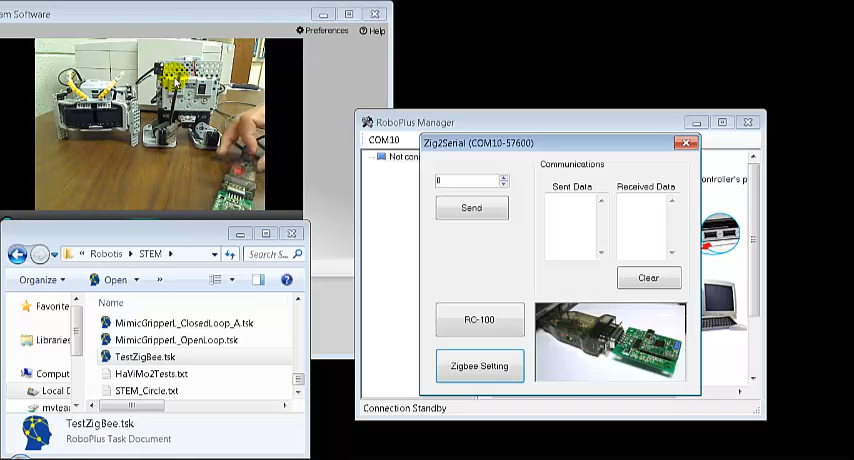 am Software
Preferences
Help
RoboPlus Manager
COM10
Not con
Zig2Serial (COM10-57600)
Communications
Sent Data
Received Data
Send
Clear
RC-100
Zigbee Setting
ontroller's p
Connection Standby
Robotis
STEM
Search S...
Organize
Open
»
Favorite
Libraries
Comput
Local D
myteam
Name
MimicGripperL_ClosedLoop_A.tsk
MimicGripperL_OpenLoop.tsk
TestZigBee.tsk
HaViMo2Tests.txt
STEM_Circle.txt
TestZigBee.tsk
RoboPlus Task Document